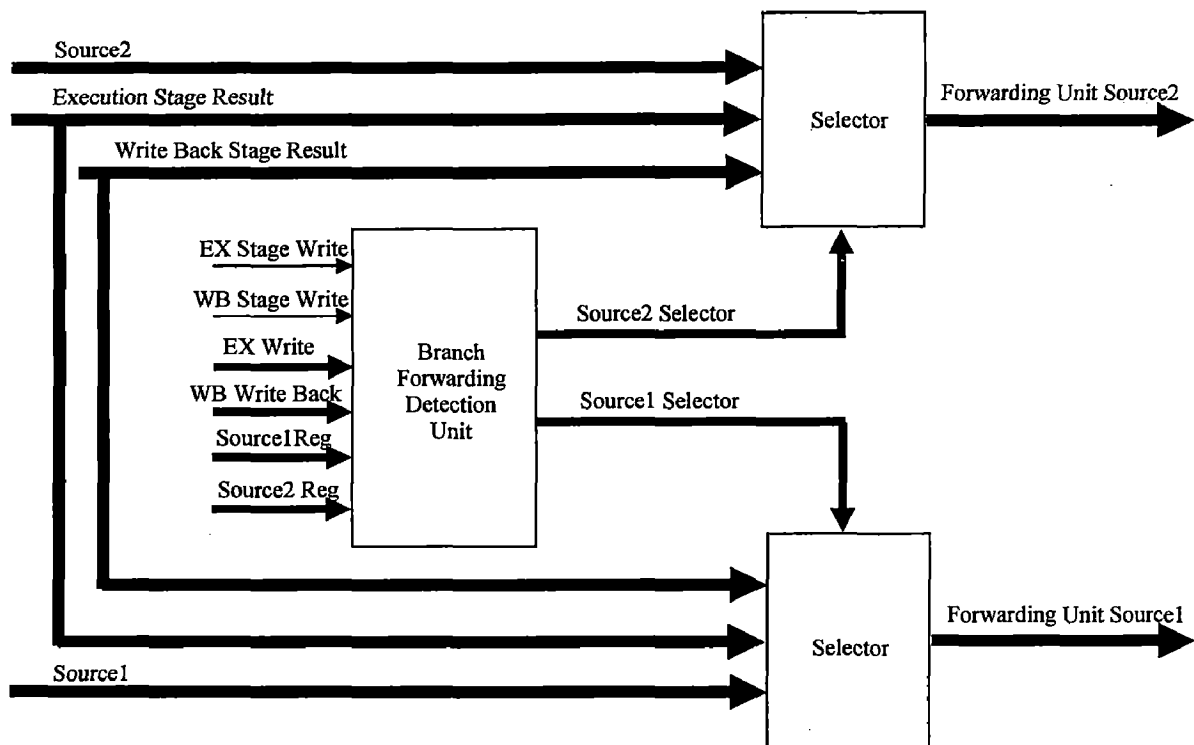 Source2
Execution Stage Result
Selector
Forwarding Unit Source2
Write Back Stage Result
EX Stage Write
WB Stage Write
EX Write
WB Write Back
Source1Reg
Source2 Reg
Branch
Forwarding
Detection
Unit
Source2 Selector
Source1 Selector
Selector
Forwarding Unit Source1
Source1